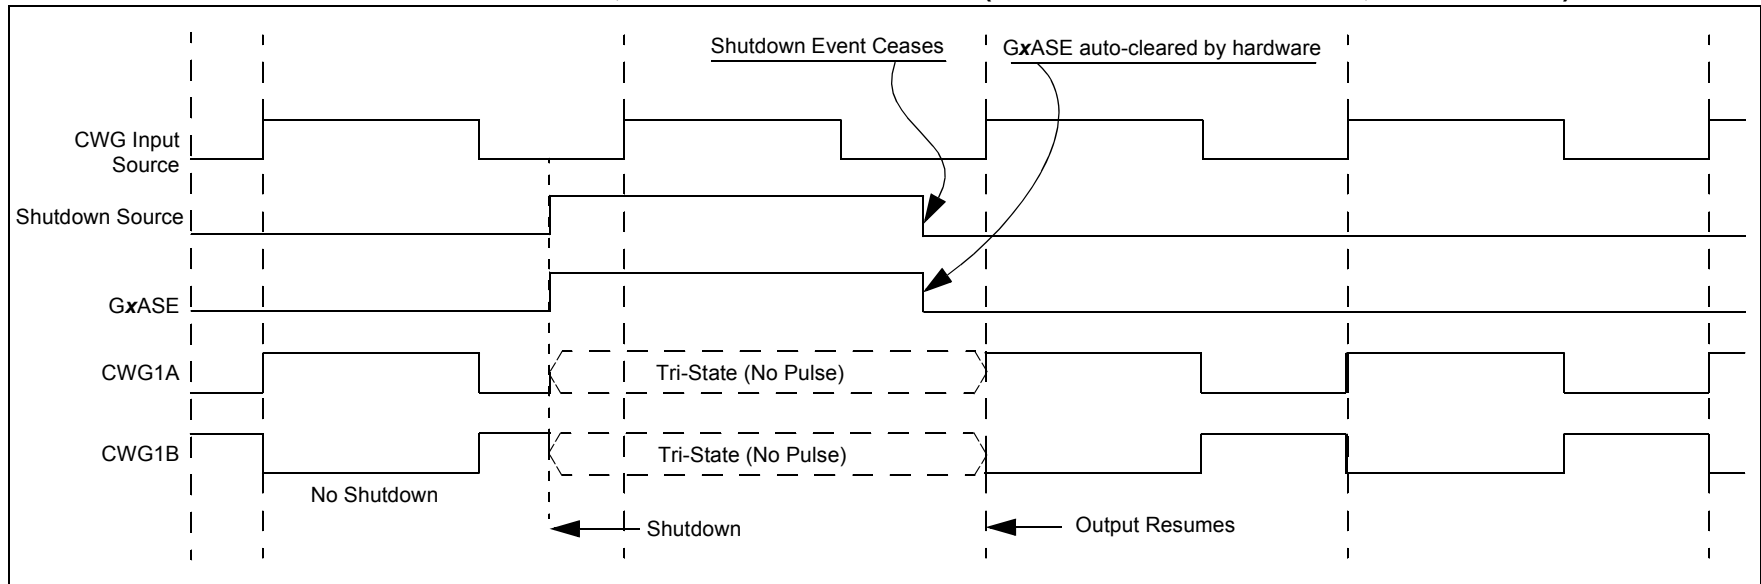 Shutdown Event Ceases
GxASE auto-cleared by hardware
CWG Input
Source
Shutdown Source
GxASE
CWG1A
Tri-State (No Pulse)
CWG1B
Tri-State (No Pulse)
No Shutdown
Shutdown
Output Resumes